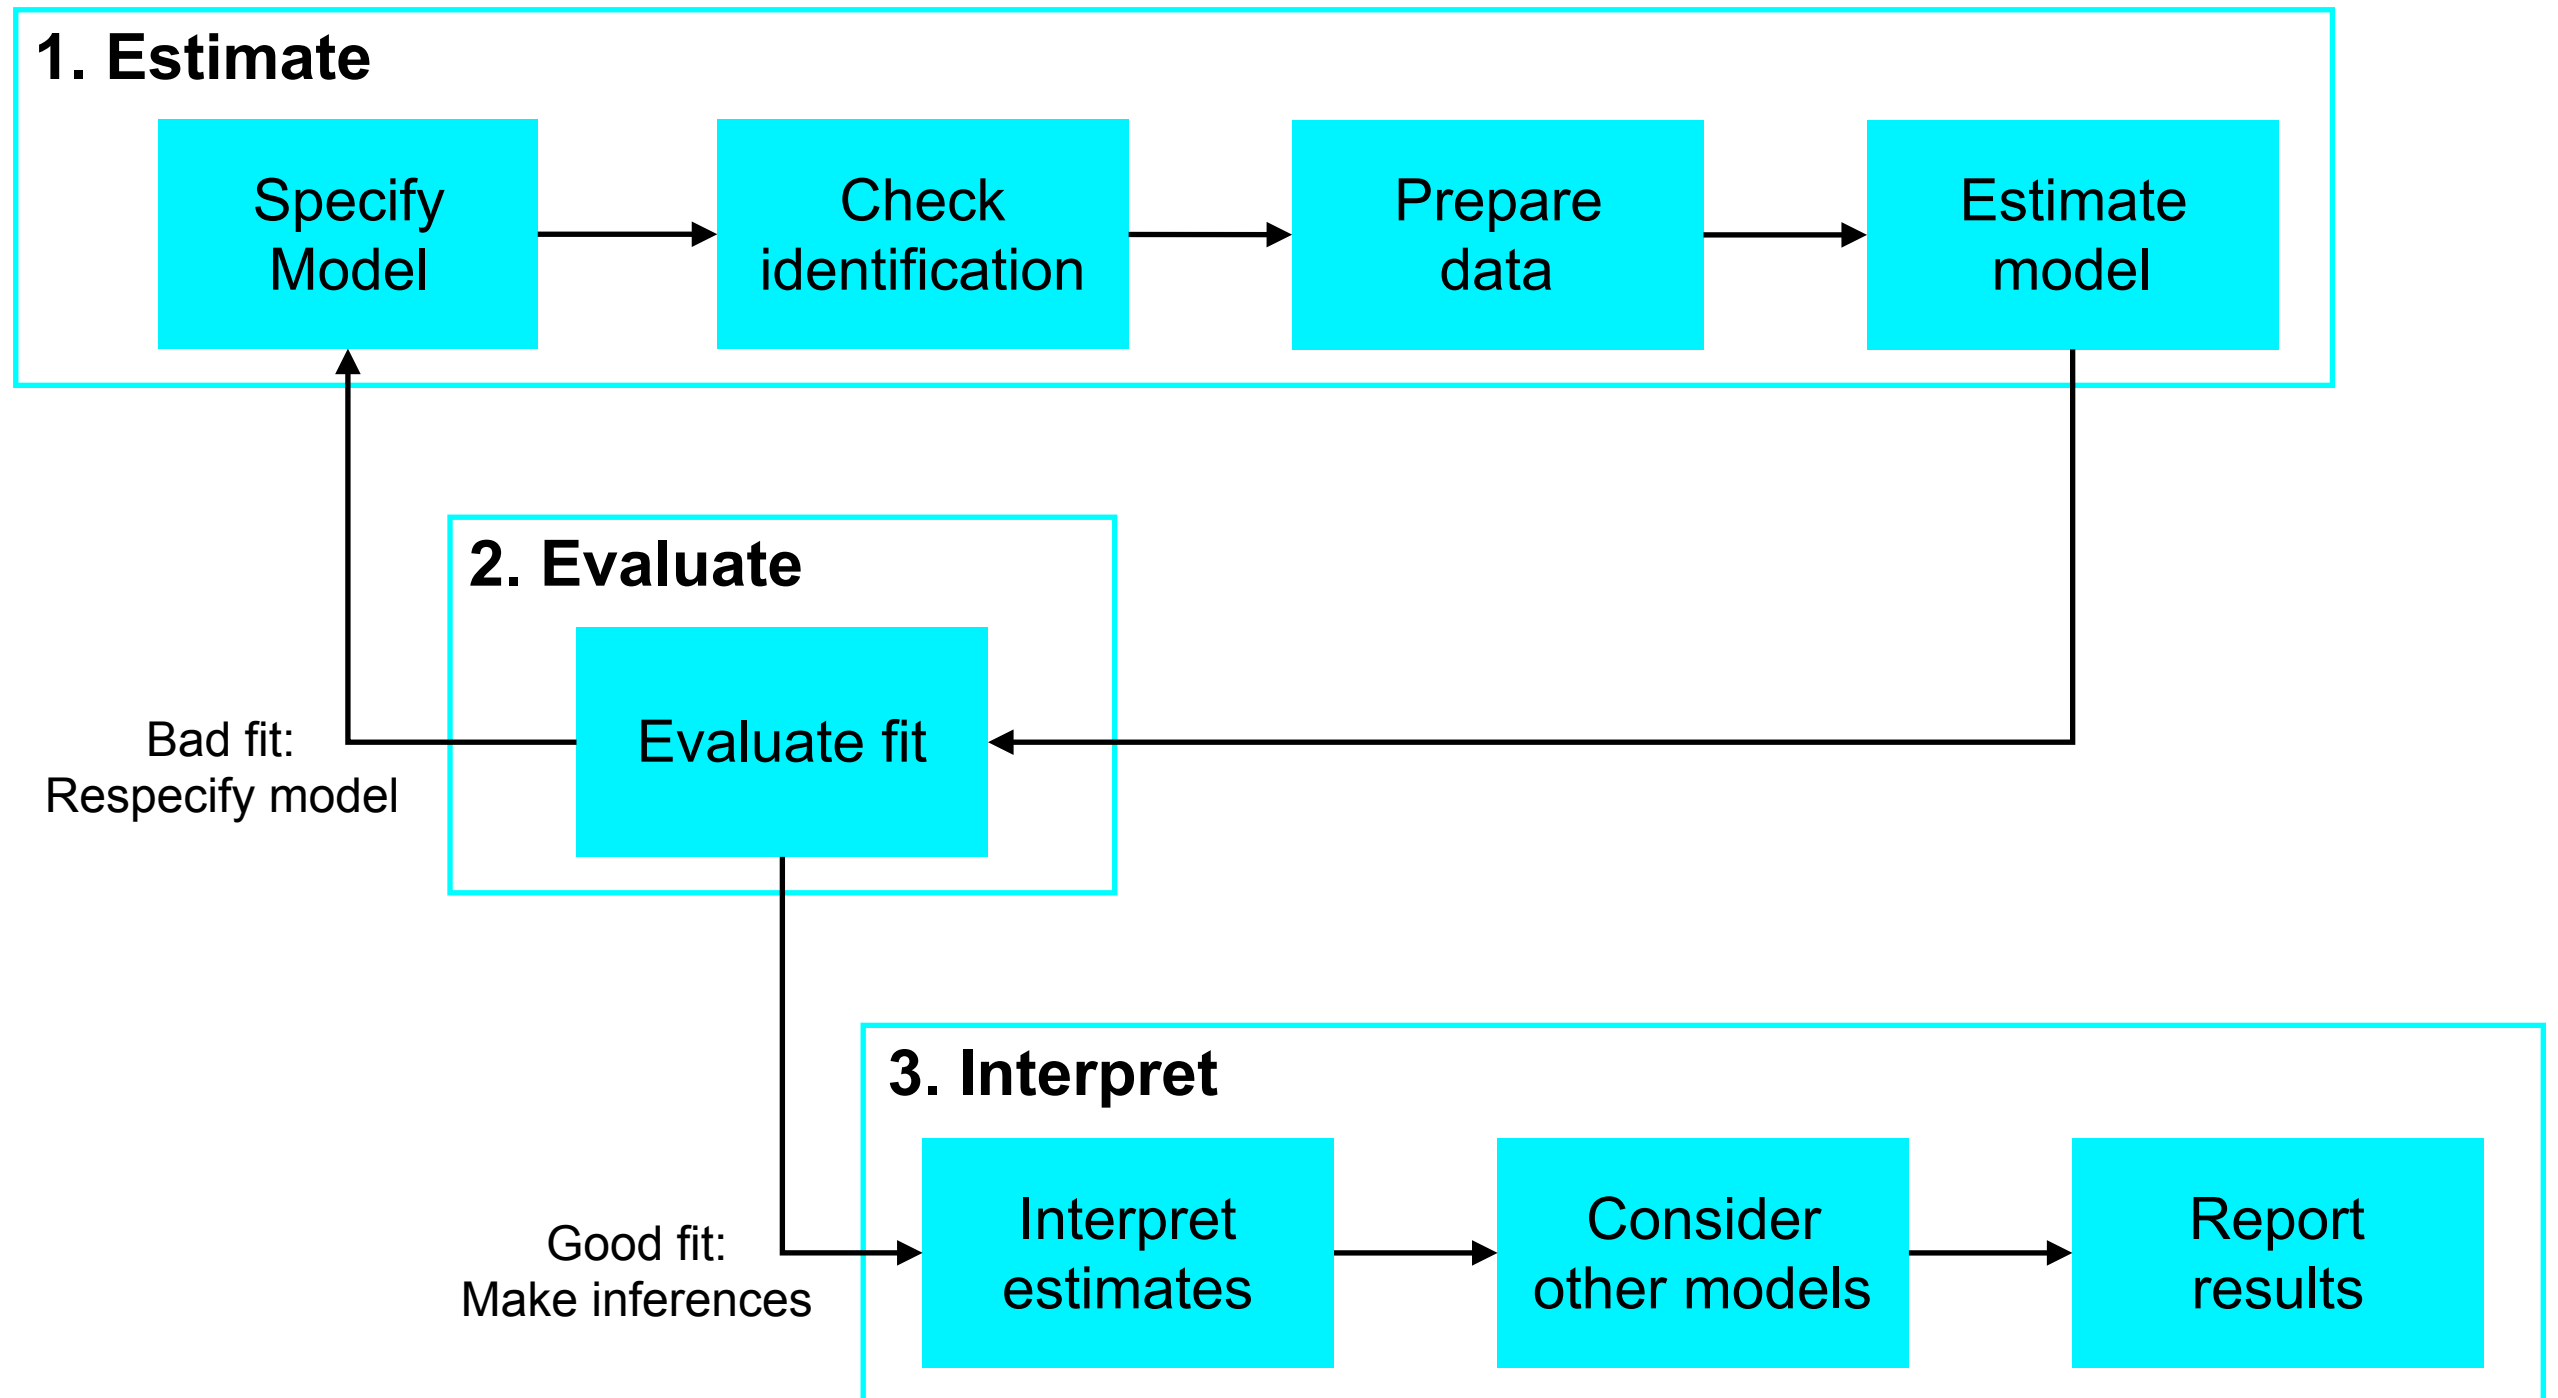 1. Estimate
Specify
Model
Check
identification
Prepare
data
Estimate
model
2. Evaluate
Evaluate fit
Bad fit:
Respecify model
3. Interpret
Good fit:
Make inferences
Interpret
estimates
Consider
other models
Report
results